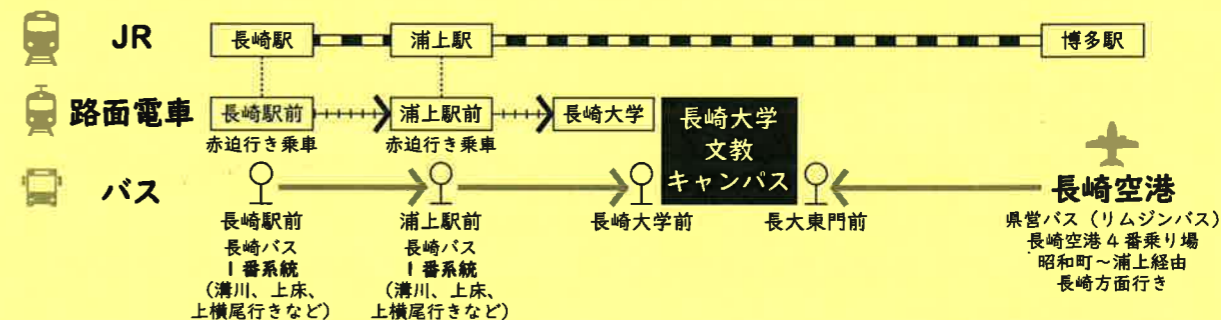 JR
長崎駅
浦上駅
博多駅
路面電車
長崎駅前
浦上駅前
長崎大学
赤迫行き乗車
赤迫行き乗車
長崎大学
文教
キャンパス
バス
長崎駅前
長崎バス
1番系統
(溝川、上床、
上横尾行きなど)
浦上駅前
長崎バス
1番系統
(溝川、上床、
上横尾行きなど)
長崎大学前
長大東門前
長崎空港
県営バス(リムジンバス)
長崎空港4番乗り場
昭和町~浦上経由
長崎方面行き